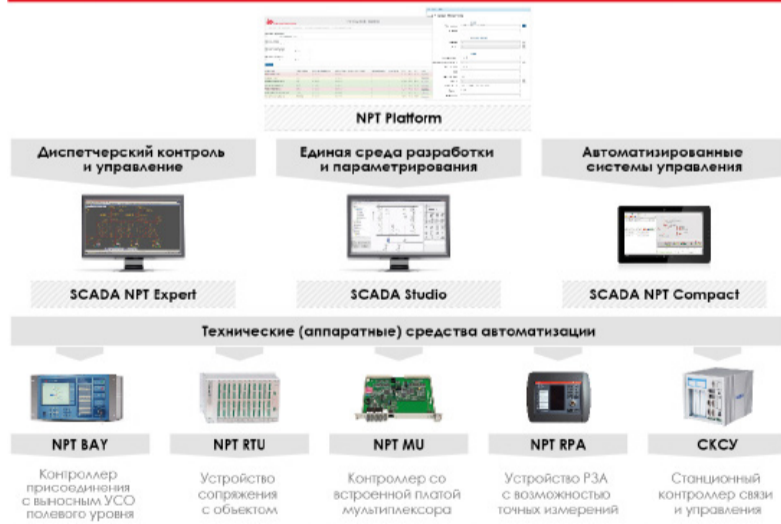 NPT Platform
Диспетчерский контроль
и управление
Единая среда разработки
и параметрирования
Автоматизированные
системы управления
SCADA NPT Expert
SCADA Studio
SCADA NPT Compact
Технические (аппаратные) средства автоматизации
NPT BAY
NPT RTU
NPT MU
NPT RPA
СКСУ
Контроллер
присоединения
с выносным УСО
полевого уровня
Устройство
сопряжения
с объектом
Контроллер со
встроенной платой
мультиплексора
Устройство РЗА
с возможностью
точных измерений
Станционный
контроллер связи
и управления